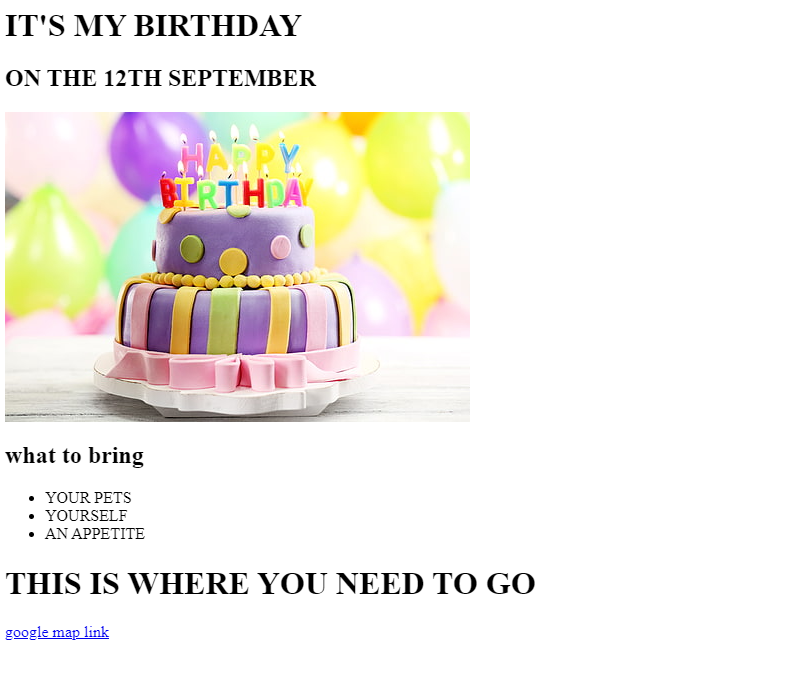 IT'S MY BIRTHDAY
ON THE 12TH SEPTEMBER
HAPPY
BIRTHDAY
what to bring
YOUR PETS
YOURSELF
AN APPETITE
THIS IS WHERE YOU NEED TO GO
google map link